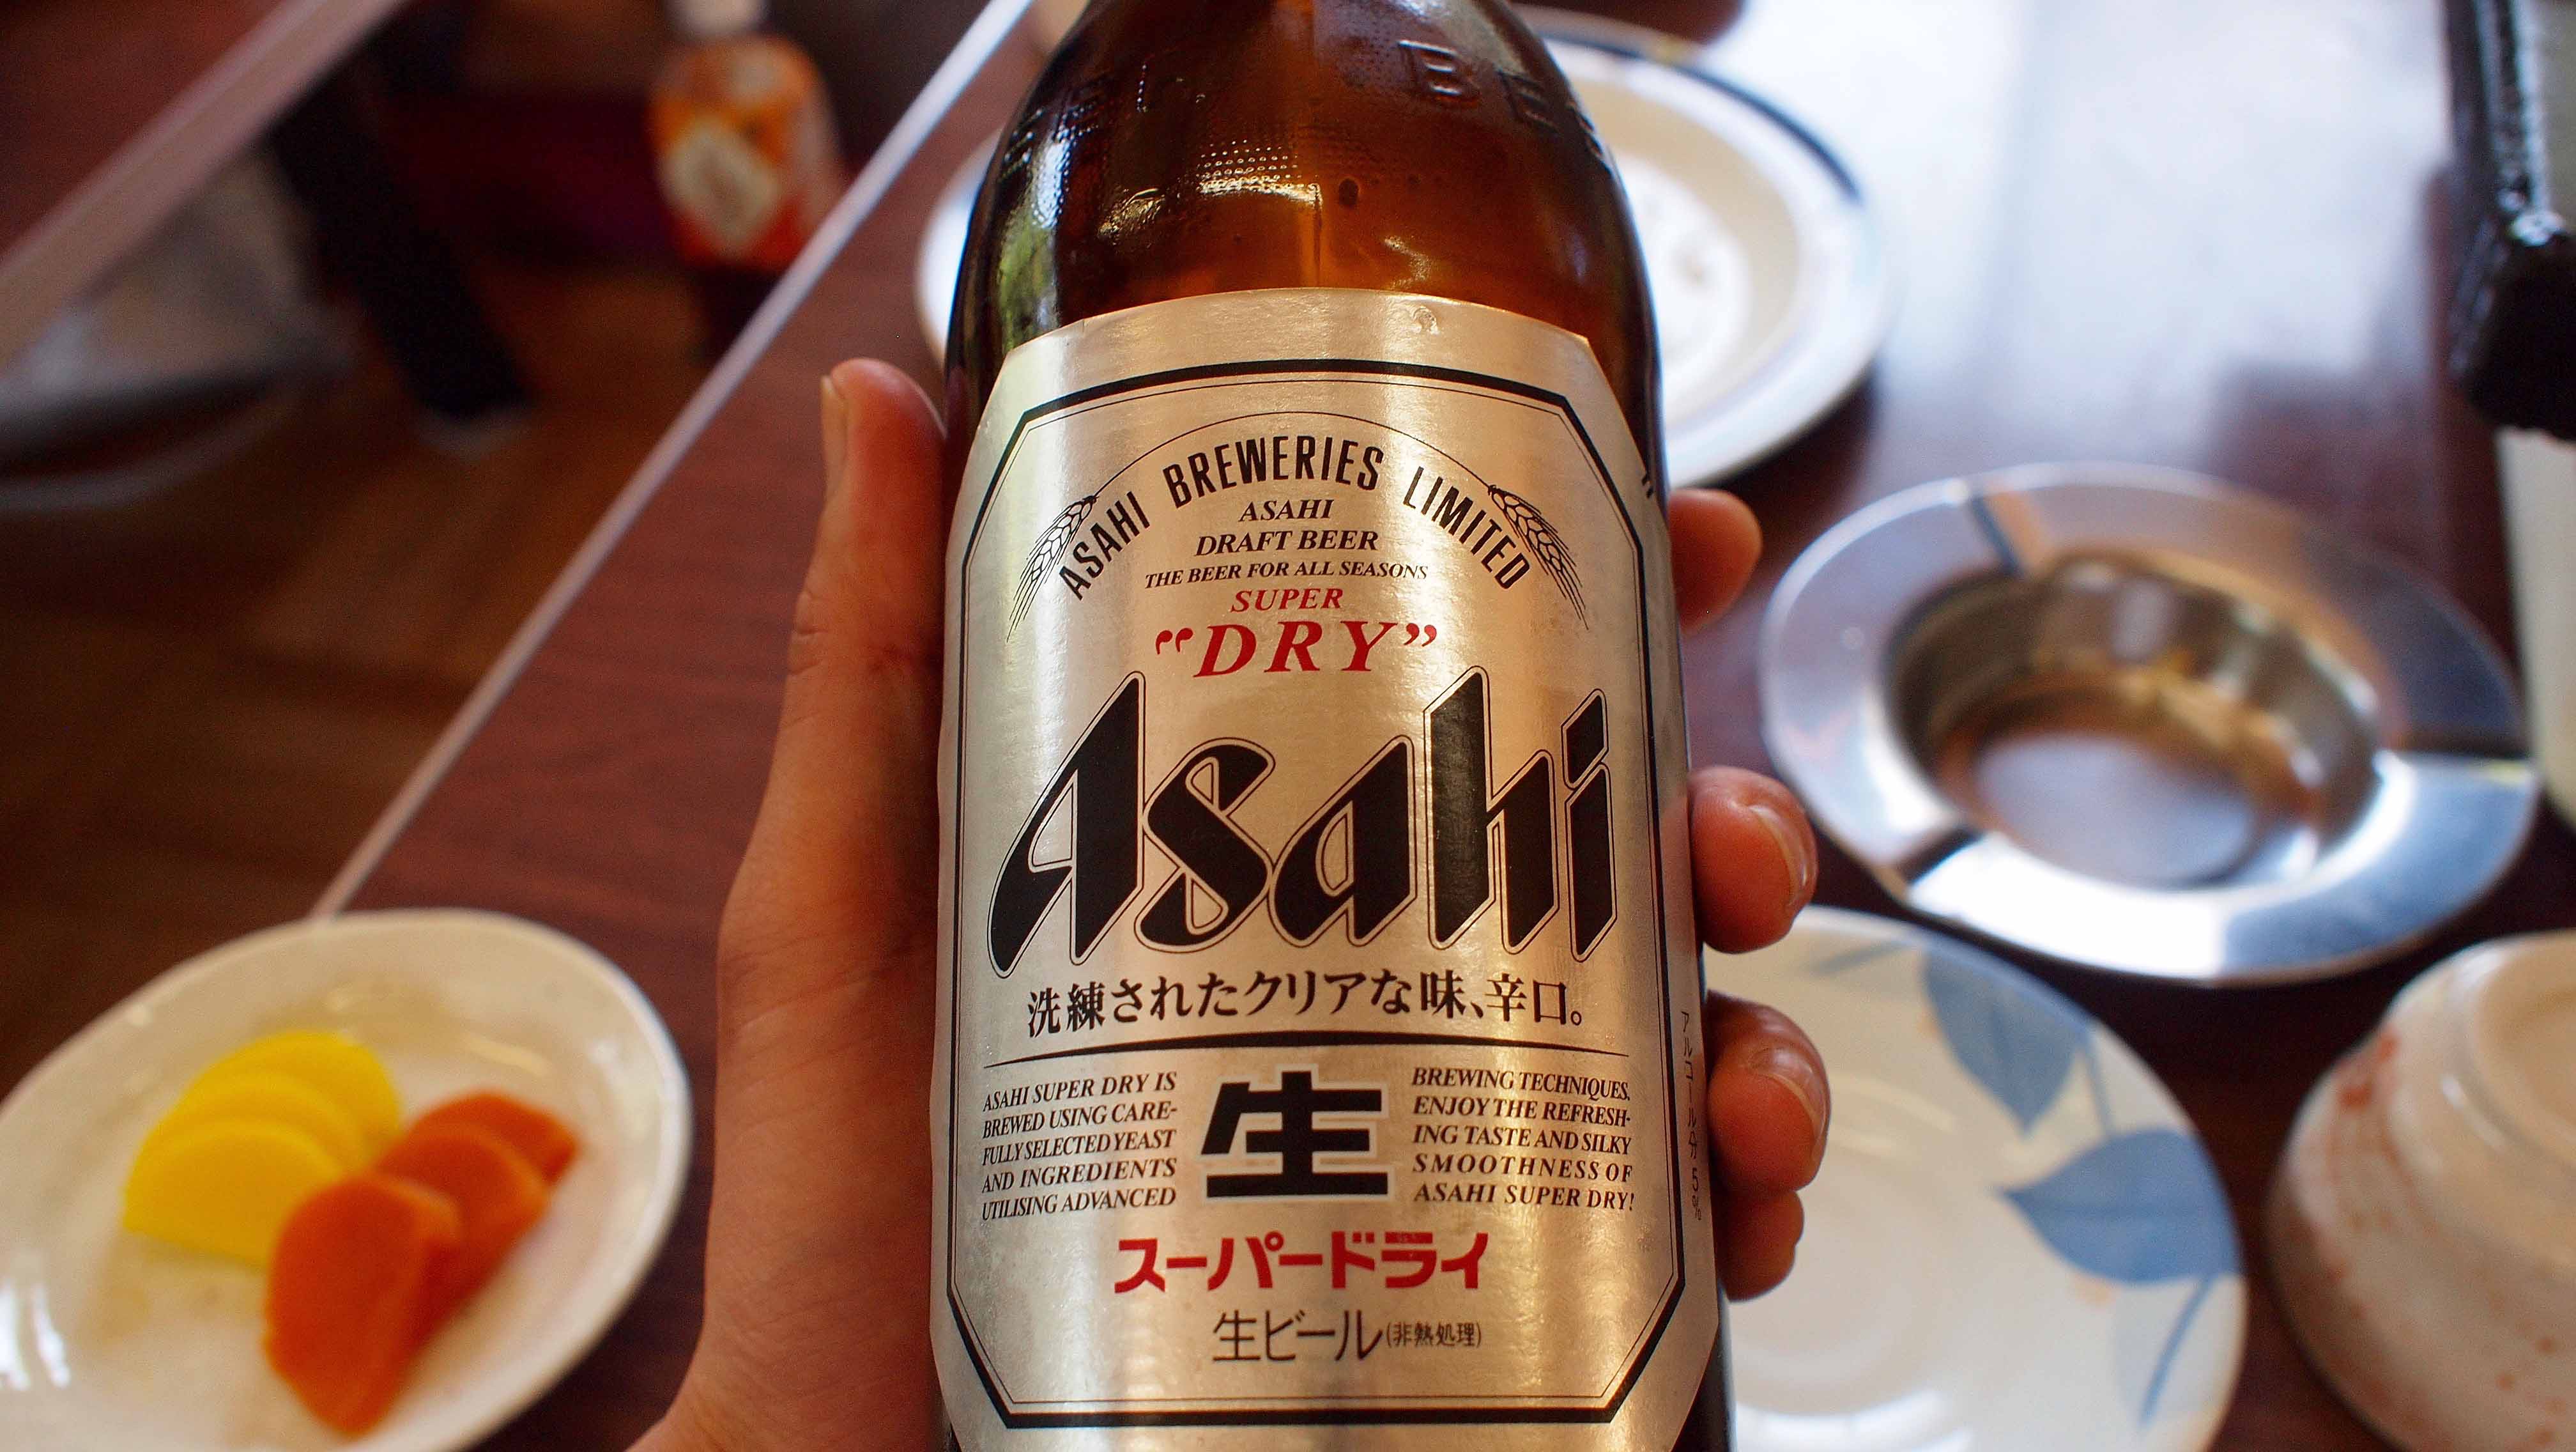 BEER BEER
ASAHI BREWERIES LIMITED
ASAHI
DRAFT BEER
THE BEER FOR ALL SEASONS
SUPER
“DRY”
Asahi
洗練されたクリアな味、辛口。
ASAHI SUPER DRY IS
BREWED USING CARE-
FULLY SELECTED YEAST
AND INGREDIENTS
UTILISING ADVANCED
生
BREWING TECHNIQUES.
ENJOY THE REFRESH-
ING TASTE AND SILKY
SMOOTHNESS OF
ASAHI SUPER DRY!
スーパードライ
生ビール(非熱処理)
アルコール分5%